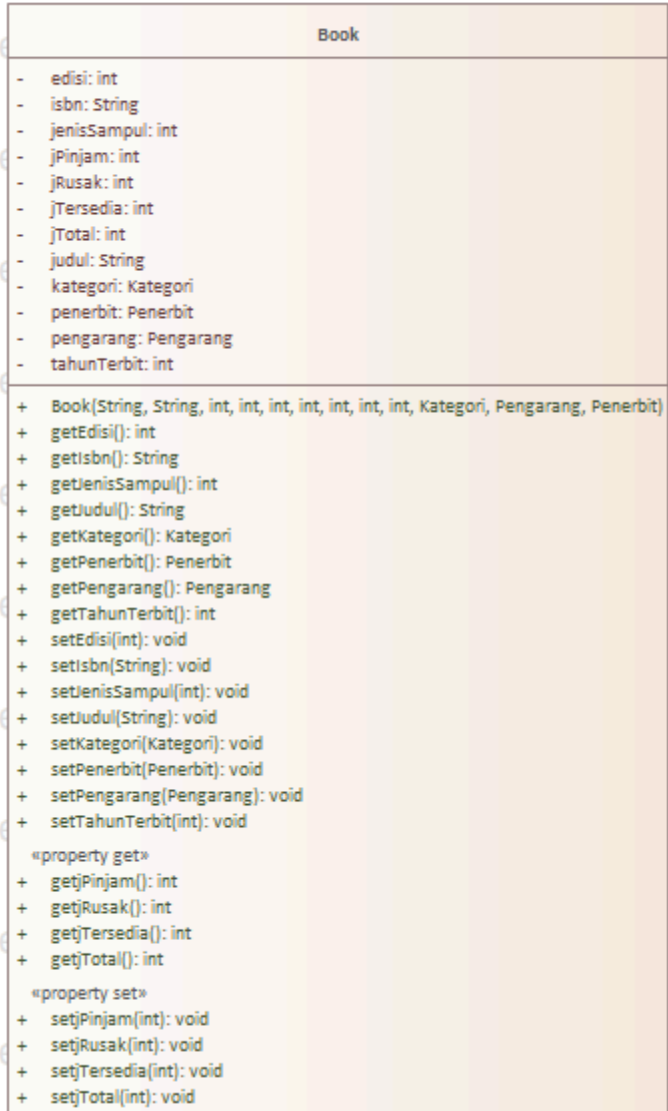 Book
- edisi: int
- isbn: String
- jenisSampul: int
- jPinjam: int
- jRusak: int
- jTersedia: int
- jTotal: int
- judul: String
- kategori: Kategori
- penerbit: Penerbit
- pengarang: Pengarang
- tahunTerbit: int
+ Book(String, String, int, int, int, int, int, int, int, Kategori, Pengarang, Penerbit)
+ getEdisi(): int
+ getIsbn(): String
+ getJenisSampul(): int
+ getJudul(): String
+ getKategori(): Kategori
+ getPenerbit(): Penerbit
+ getPengarang(): Pengarang
+ getTahunTerbit(): int
+ setEdisi(int): void
+ setIsbn(String): void
+ setJenisSampul(int): void
+ setJudul(String): void
+ setKategori(Kategori): void
+ setPenerbit(Penerbit): void
+ setPengarang(Pengarang): void
+ setTahunTerbit(int): void
«property get»
+ getjPinjam(): int
+ getjRusak(): int
+ getjTersedia(): int
+ getjTotal(): int
«property set»
+ setjPinjam(int): void
+ setjRusak(int): void
+ setjTersedia(int): void
+ setjTotal(int): void